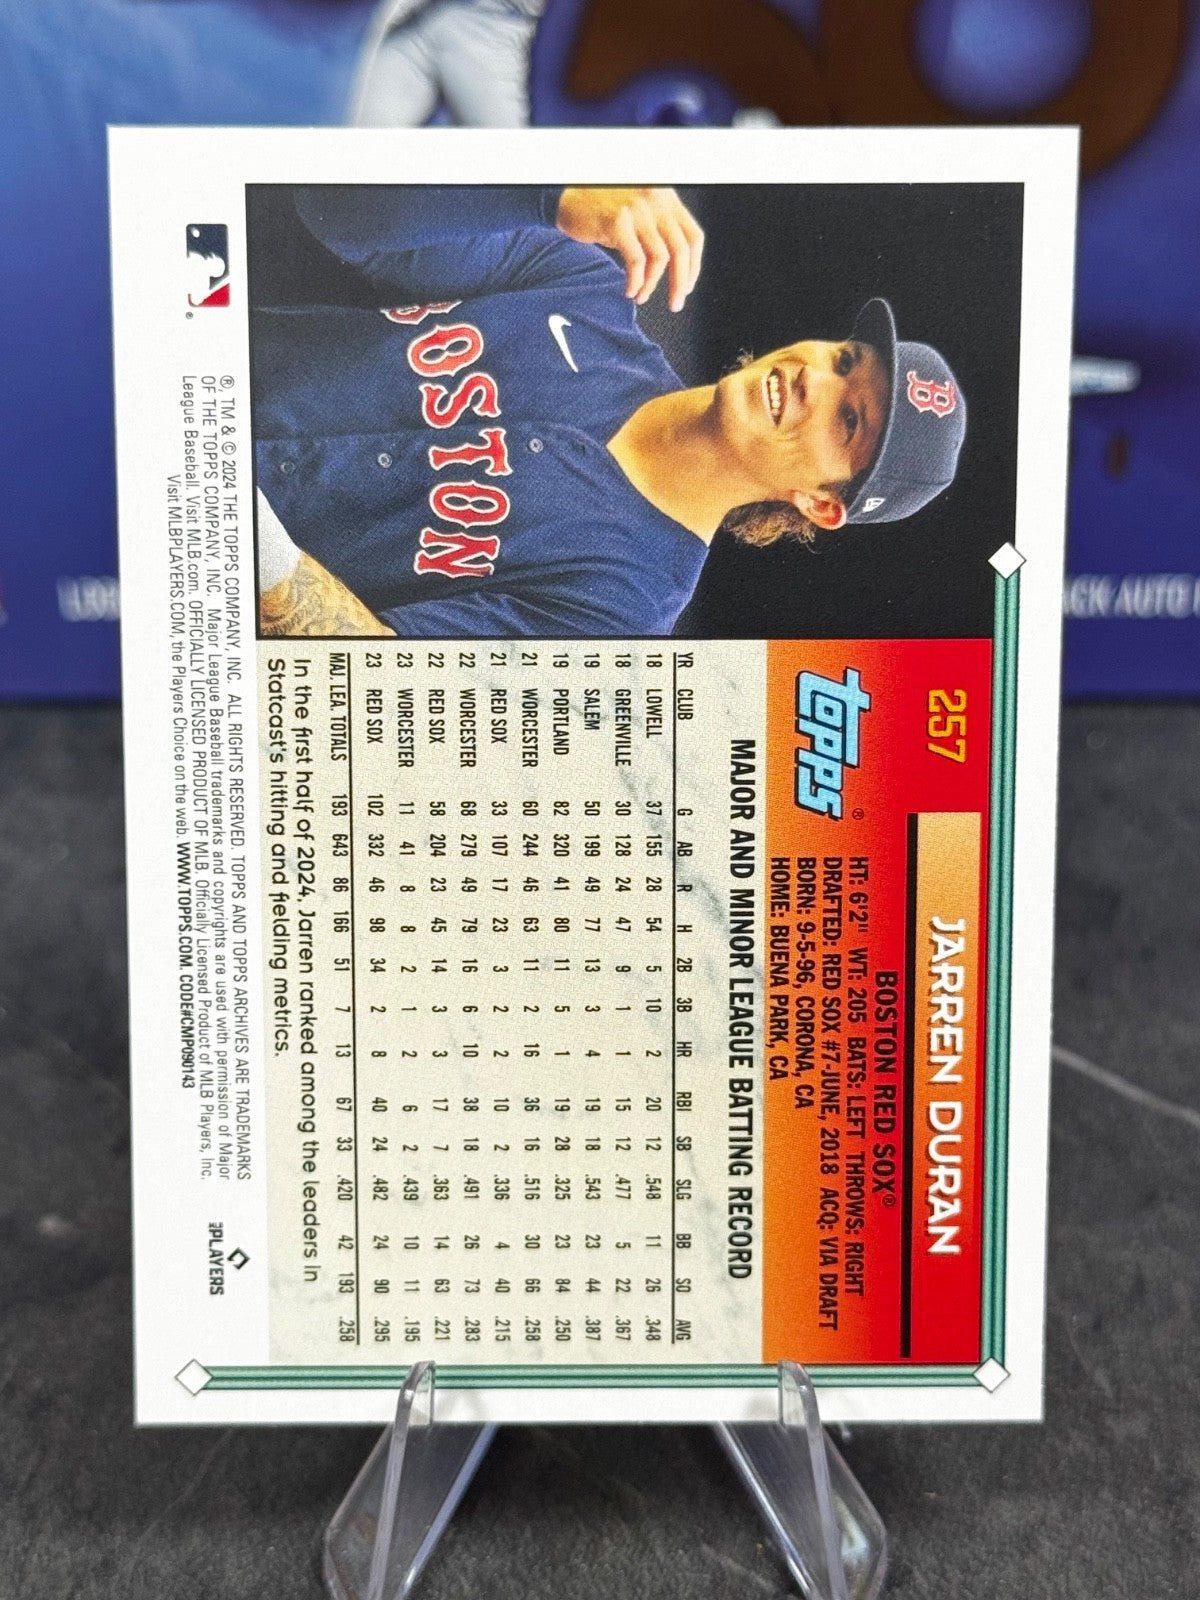 257
JARREN DURAN
BOSTON RED SOX®
HT: 6'2" WT: 205 BATS: LEFT THROWS: RIGHT
DRAFTED: RED SOX #7-JUNE, 2018 ACQ: VIA DRAFT
BORN: 9-5-96, CORONA, CA
HOME: BUENA PARK, CA
topps®
MAJOR AND MINOR LEAGUE BATTING RECORD
YR CLUB G AB R H 2B 3B HR RBI SB SLG BB SO AVG
18 LOWELL 37 155 28 54 5 10 2 20 12 .548 11 26 .348
18 GREENVILLE 30 128 24 47 9 1 1 15 12 .477 5 22 .367
19 SALEM 50 199 49 77 13 3 4 19 18 .543 23 44 .387
19 PORTLAND 82 320 41 80 11 5 1 19 28 .325 23 84 .250
21 WORCESTER 60 244 46 63 11 2 16 36 16 .516 30 66 .258
21 RED SOX 33 107 17 23 3 2 2 10 2 .336 4 40 .215
22 WORCESTER 68 279 49 79 16 6 10 38 18 .491 26 73 .283
22 RED SOX 58 204 23 45 14 3 3 17 7 .363 14 63 .221
23 WORCESTER 11 41 8 8 2 1 2 6 2 .439 10 11 .195
23 RED SOX 102 332 46 98 34 2 8 40 24 .482 24 90 .295
MAJ. LEA. TOTALS 193 643 86 166 51 7 13 67 33 .420 42 193 .258
In the first half of 2024, Jarren ranked among the leaders in
Statcast's hitting and fielding metrics.
BOSTON
B
®, TM & © 2024 THE TOPPS COMPANY, INC. ALL RIGHTS RESERVED. TOPPS AND TOPPS ARCHIVES ARE TRADEMARKS
OF THE TOPPS COMPANY, INC. Major League Baseball trademarks and copyrights are used with permission of Major
League Baseball. Visit MLB.com. OFFICIALLY LICENSED PRODUCT OF MLB. Officially Licensed Product of MLB Players, Inc.
Visit MLBPLAYERS.COM, the Players Choice on the web. WWW.TOPPS.COM. CODE#CMP090143
PLAYERS
AUTO